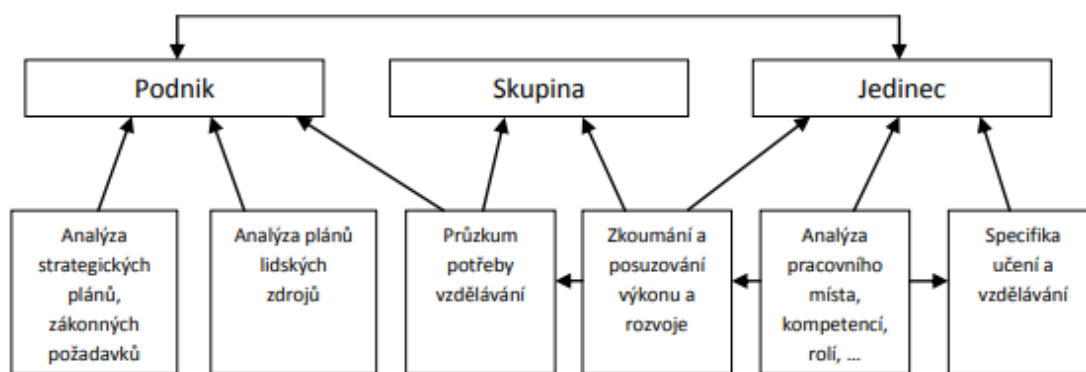 Podnik
Skupina
Jedinec
Analýza
strategických
plánů,
zákonných
požadavků
Analýza plánů
lidských
zdrojů
Průzkum
potřeby
vzdělávání
Zkoumání a
posuzování
výkonu a
rozvoje
Analýza
pracovního
místa,
kompetencí,
rolí, ...
Specifika
učení a
vzdělávání